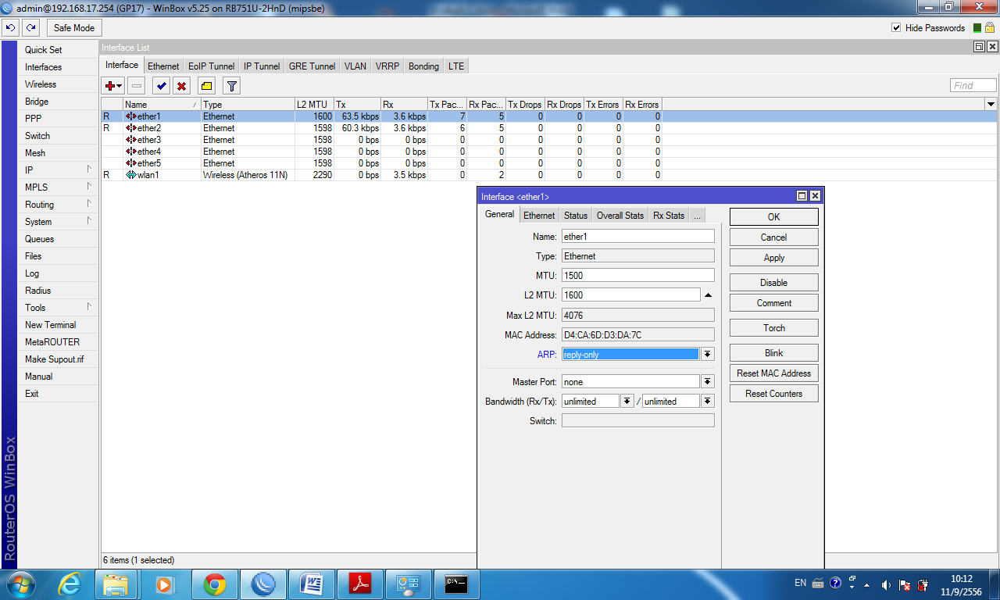 admin@192.168.17.254 (GP17) - WinBox v5.25 on RB751U-2HnD (mipsbe)
Safe Mode
Hide Passwords
RouterOS WinBox
Quick Set
Interfaces
Wireless
Bridge
PPP
Switch
Mesh
IP
MPLS
Routing
System
Queues
Files
Log
Radius
Tools
New Terminal
MetaROUTER
Make Supout.rif
Manual
Exit
Interface List
Interface Ethernet EoIP Tunnel IP Tunnel GRE Tunnel VLAN VRRP Bonding LTE
Find
Name / Type L2 MTU Tx Rx Tx Pac... Rx Pac... Tx Drops Rx Drops Tx Errors Rx Errors
R ether1 Ethernet 1600 63.5 kbps 3.6 kbps 7 5 0 0 0 0
R ether2 Ethernet 1598 60.3 kbps 3.6 kbps 6 5 0 0 0 0
ether3 Ethernet 1598 0 bps 0 bps 0 0 0 0 0 0
ether4 Ethernet 1598 0 bps 0 bps 0 0 0 0 0 0
ether5 Ethernet 1598 0 bps 0 bps 0 0 0 0 0 0
R wlan1 Wireless (Atheros 11N) 2290 0 bps 3.5 kbps 0 2 0 0 0 0
Interface <ether1>
General Ethernet Status Overall Stats Rx Stats ...
Name: ether1
Type: Ethernet
MTU: 1500
L2 MTU: 1600
Max L2 MTU: 4076
MAC Address: D4:CA:6D:D3:DA:7C
ARP: reply-only
Master Port: none
Bandwidth (Rx/Tx): unlimited / unlimited
Switch:
OK
Cancel
Apply
Disable
Comment
Torch
Blink
Reset MAC Address
Reset Counters
6 items (1 selected)
C:\.
EN
10:12
11/9/2556